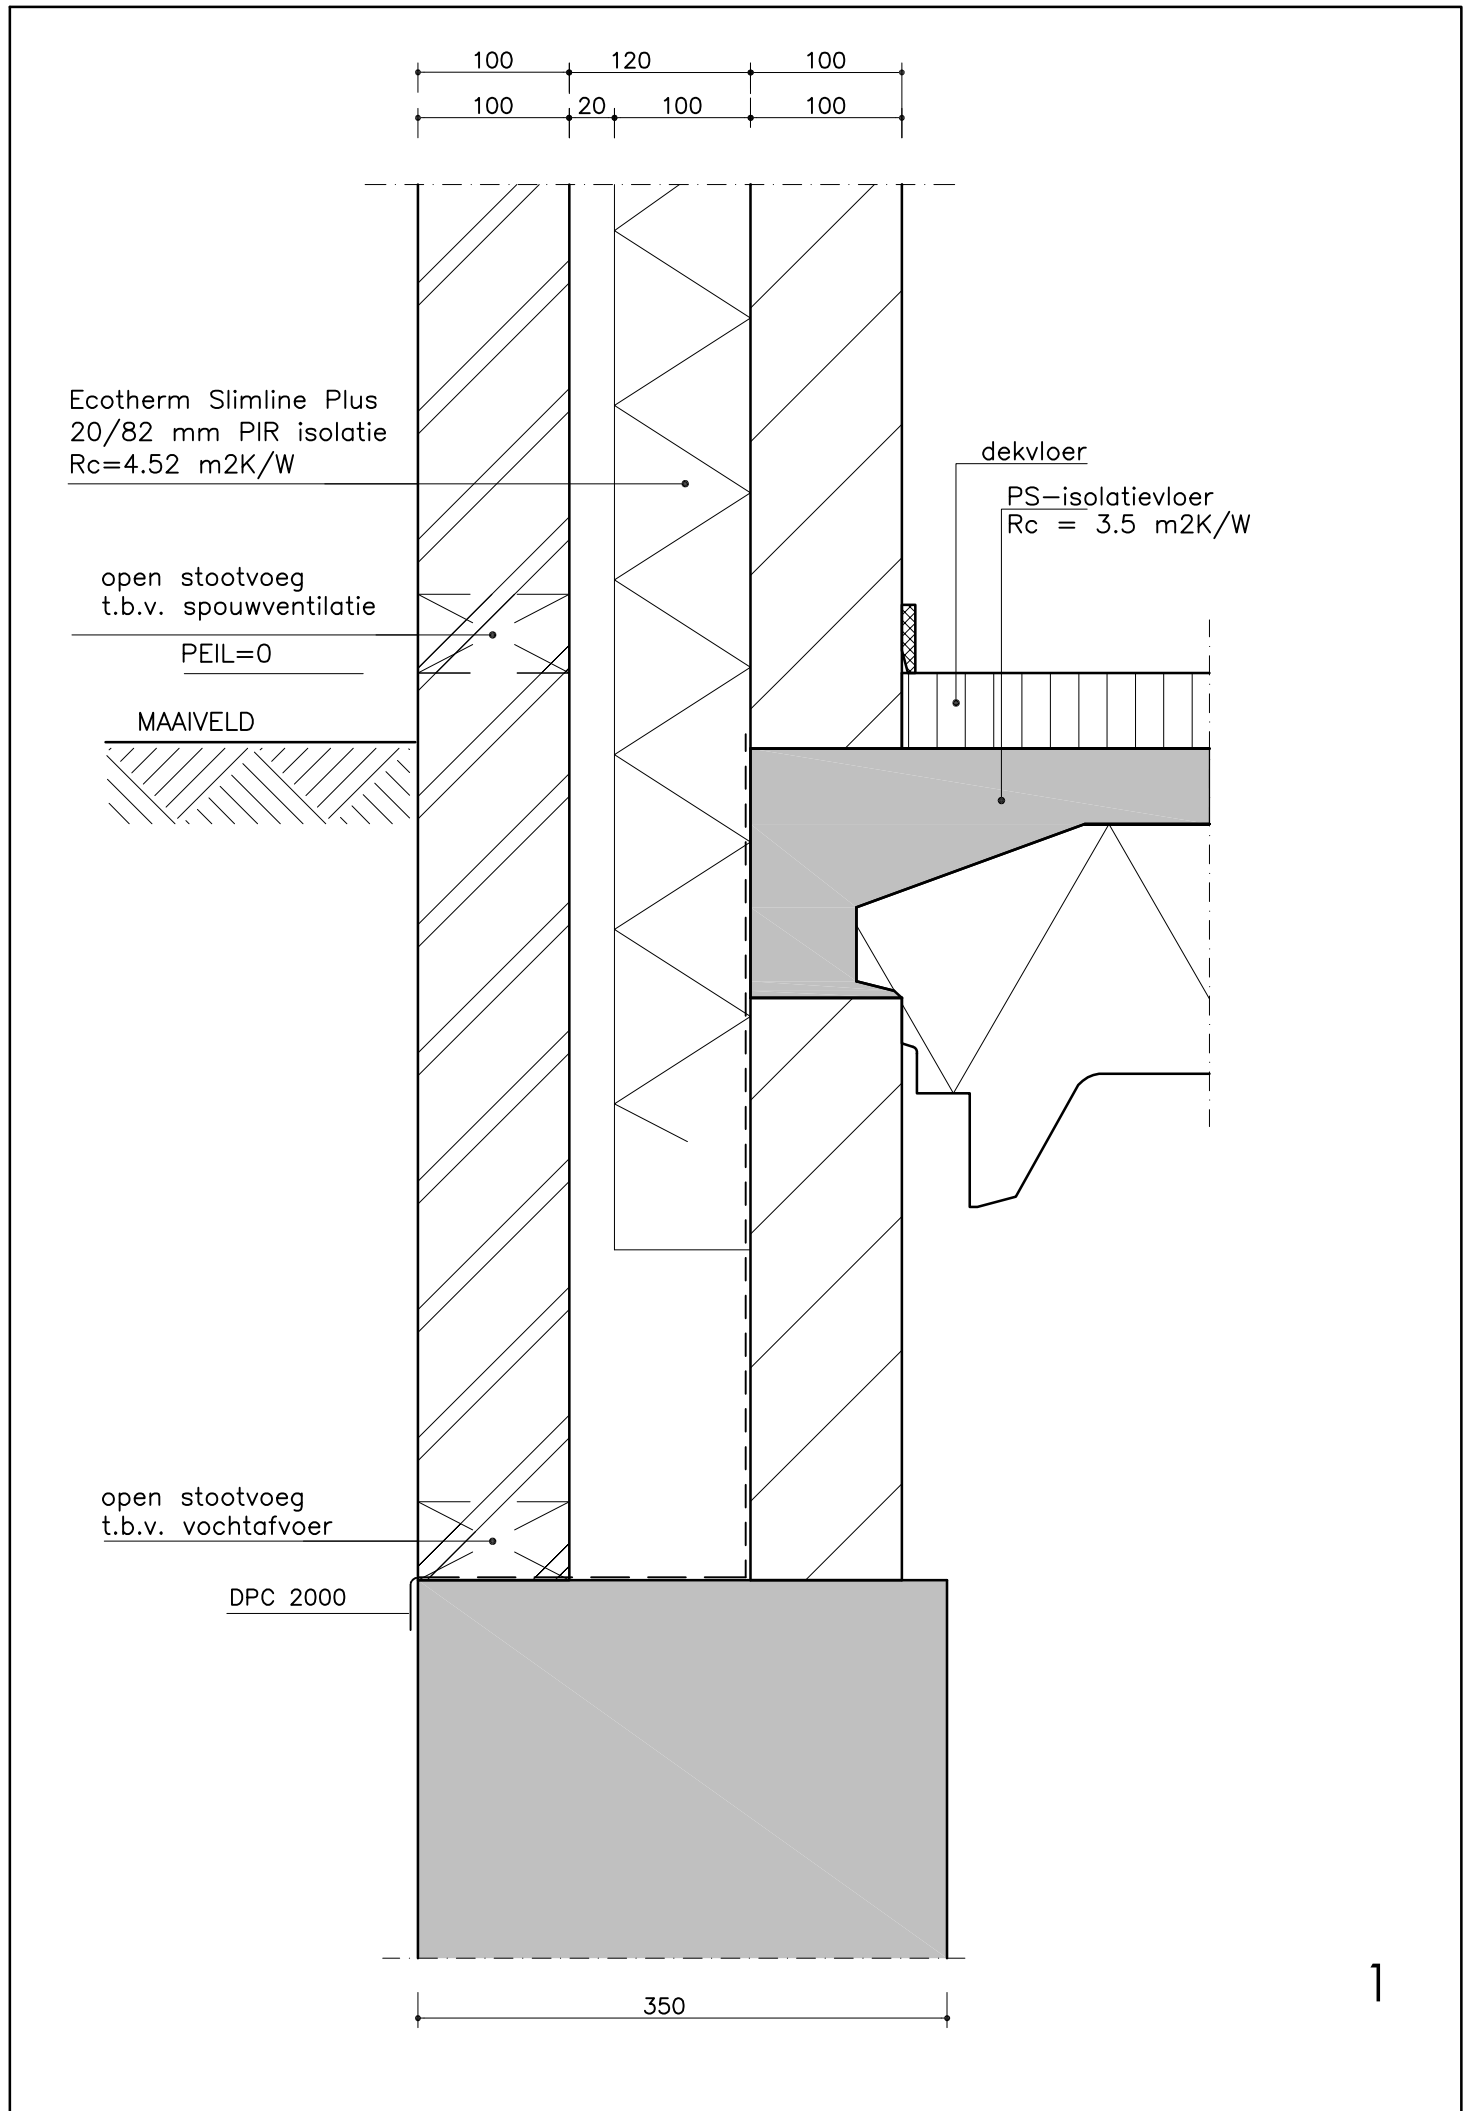 100 120 100
100 20 100 100
Ecotherm Slimline Plus
20/82 mm PIR isolatie
Rc=4.52 m2K/W
dekvloer
PS-isolatievloer
Rc = 3.5 m2K/W
open stootvoeg
t.b.v. spouwventilatie
PEIL=0
MAAIVELD
open stootvoeg
t.b.v. vochtafvoer
DPC 2000
350
1